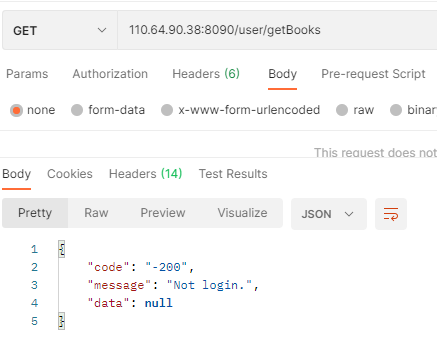 GET 110.64.90.38:8090/user/getBooks
Params Authorization Headers (6) Body Pre-request Script
none form-data x-www-form-urlencoded raw binar
This request does not
Body Cookies Headers (14) Test Results
Pretty Raw Preview Visualize JSON
1 {
2 "code": "-200",
3 "message": "Not login.",
4 "data": null
5 }